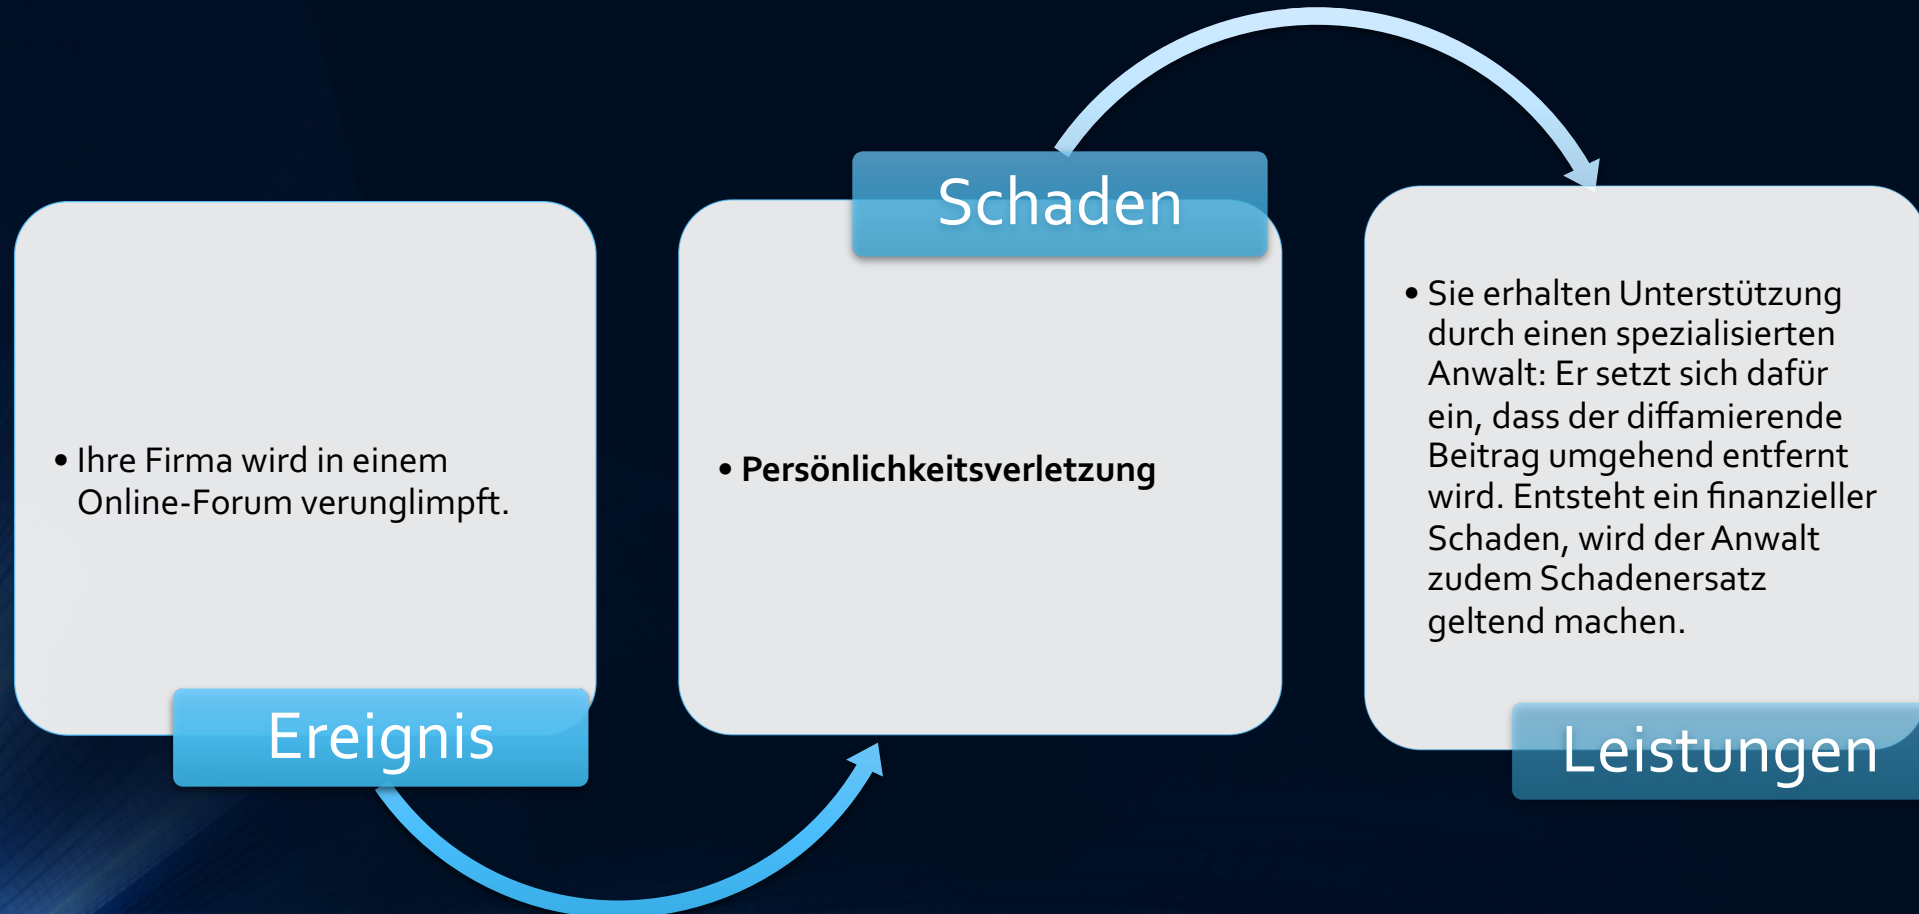 • Ihre Firma wird in einem
Online-Forum verunglimpft.
Ereignis
Schaden
• Persönlichkeitsverletzung
• Sie erhalten Unterstützung
durch einen spezialisierten
Anwalt: Er setzt sich dafür
ein, dass der diffamierende
Beitrag umgehend entfernt
wird. Entsteht ein finanzieller
Schaden, wird der Anwalt
zudem Schadenersatz
geltend machen.
Leistungen